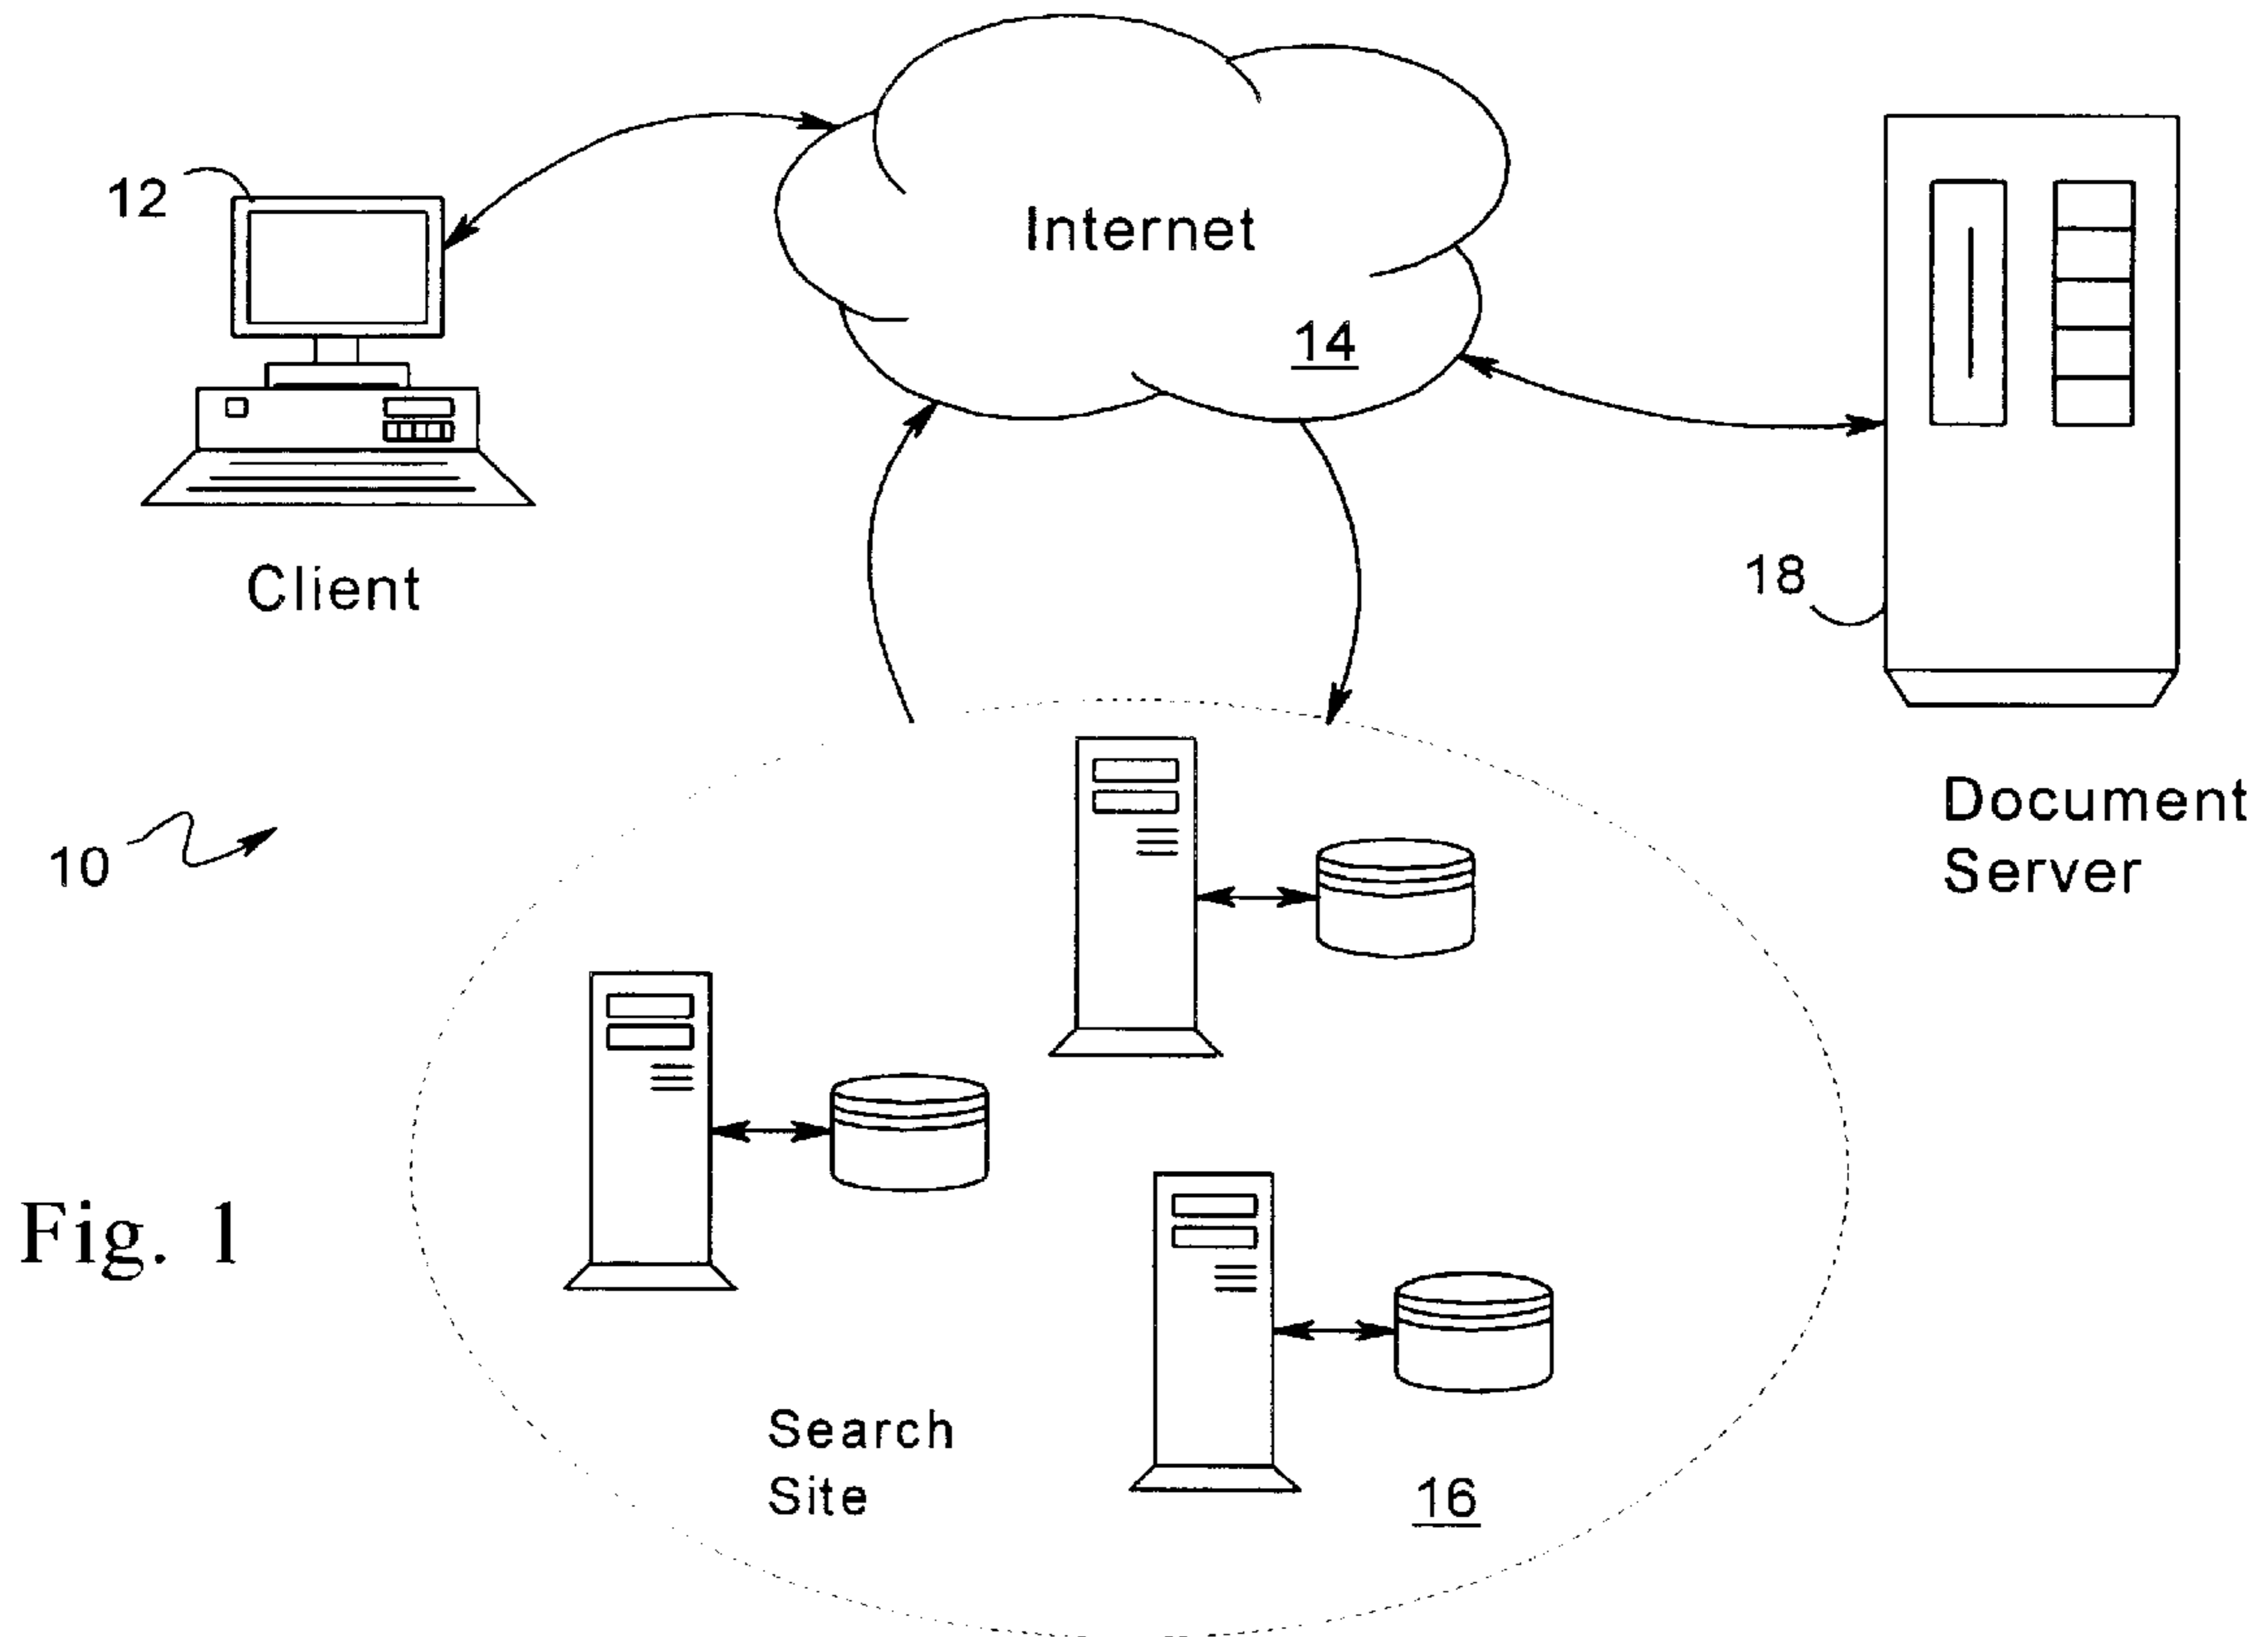 12
Internet
14
Client
18
Document
Server
10
Fig. 1
Search
Site
16